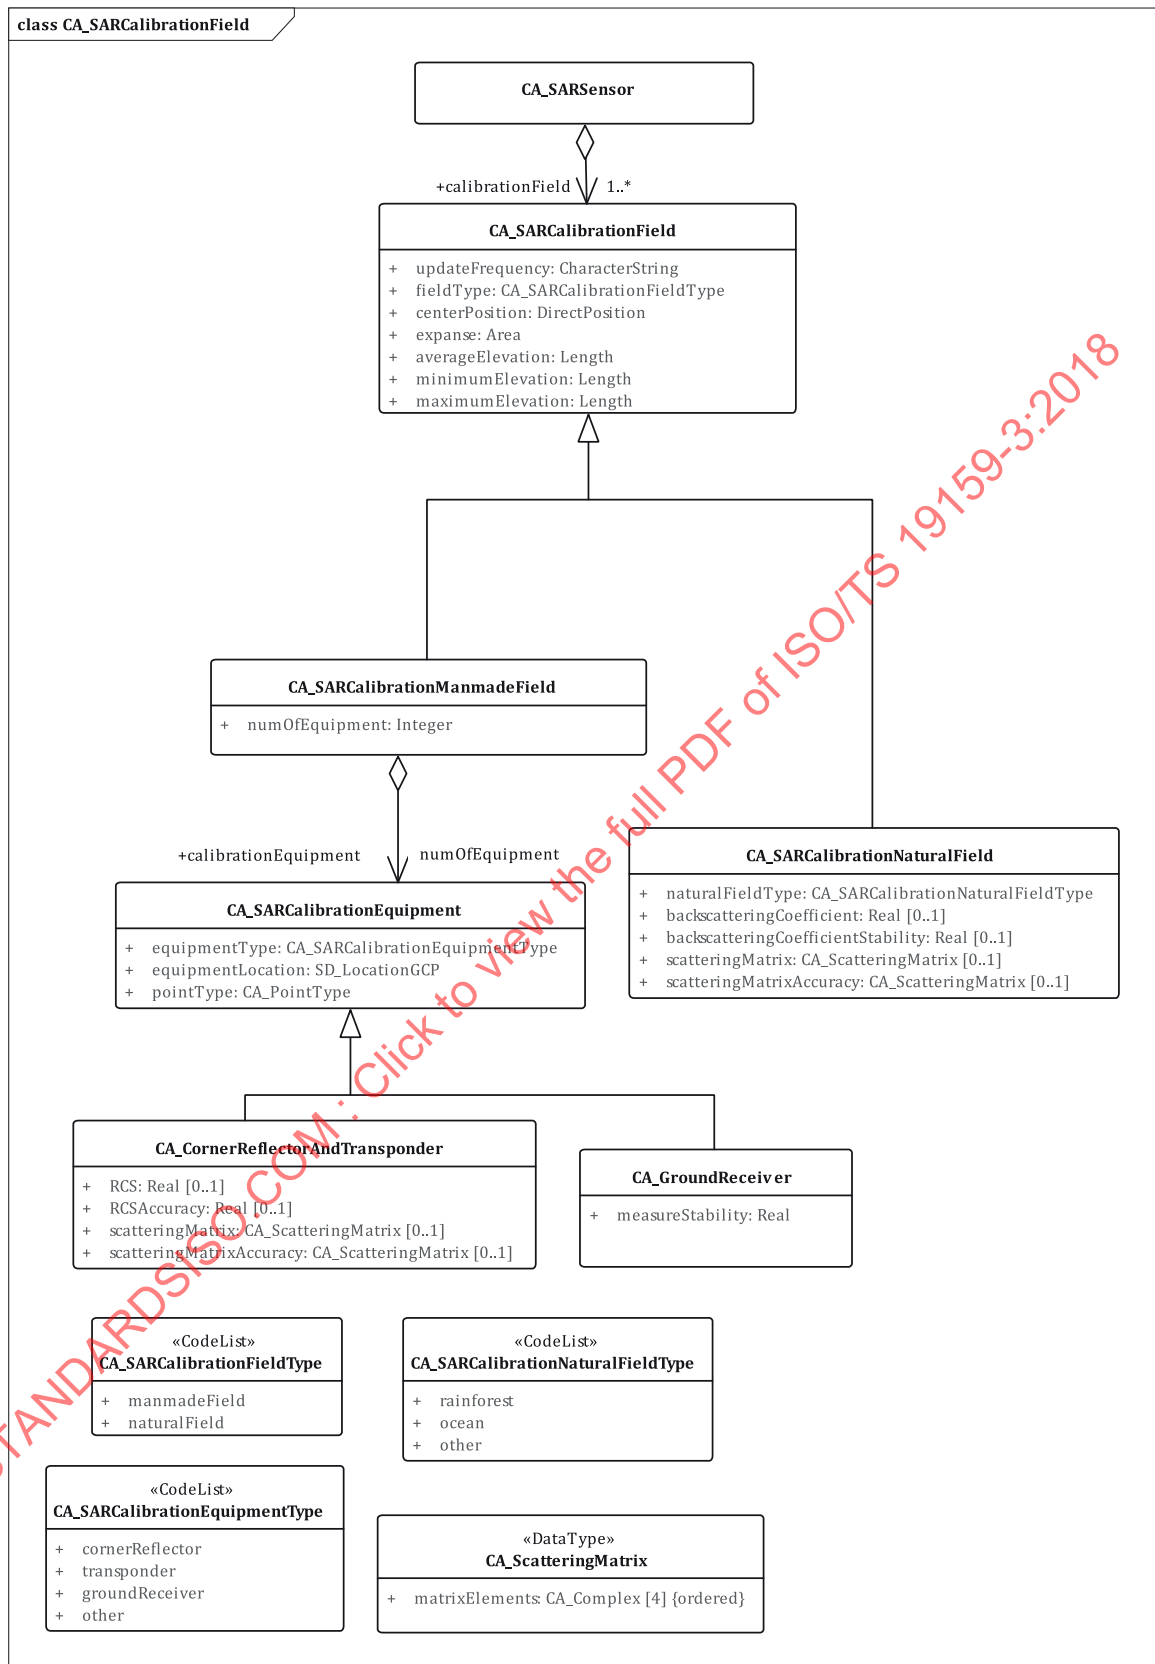 class CA_SARCalibrationField
CA_SARSensor
+calibrationField 1..*
CA_SARCalibrationField
+ updateFrequency: CharacterString
+ fieldType: CA_SARCalibrationFieldType
+ centerPosition: DirectPosition
+ expanse: Area
+ averageElevation: Length
+ minimumElevation: Length
+ maximumElevation: Length
CA_SARCalibrationManmadeField
+ numOfEquipment: Integer
+calibrationEquipment numOfEquipment
CA_SARCalibrationNaturalField
+ naturalFieldType: CA_SARCalibrationNaturalFieldType
+ backscatteringCoefficient: Real [0..1]
+ backscatteringCoefficientStability: Real [0..1]
+ scatteringMatrix: CA_ScatteringMatrix [0..1]
+ scatteringMatrixAccuracy: CA_ScatteringMatrix [0..1]
CA_SARCalibrationEquipment
+ equipmentType: CA_SARCalibrationEquipmentType
+ equipmentLocation: SD_LocationGCP
+ pointType: CA_PointType
CA_CornerReflectorAndTransponder
+ RCS: Real [0..1]
+ RCSAccuracy: Real [0..1]
+ scatteringMatrix: CA_ScatteringMatrix [0..1]
+ scatteringMatrixAccuracy: CA_ScatteringMatrix [0..1]
CA_GroundReceiver
+ measureStability: Real
«CodeList»
CA_SARCalibrationFieldType
+ manmadeField
+ naturalField
«CodeList»
CA_SARCalibrationNaturalFieldType
+ rainforest
+ ocean
+ other
«CodeList»
CA_SARCalibrationEquipmentType
+ cornerReflector
+ transponder
+ groundReceiver
+ other
«DataType»
CA_ScatteringMatrix
+ matrixElements: CA_Complex [4] {ordered}
STANDARDSISO.COM : Click to view the full PDF of ISO/TS 19159-3:2018